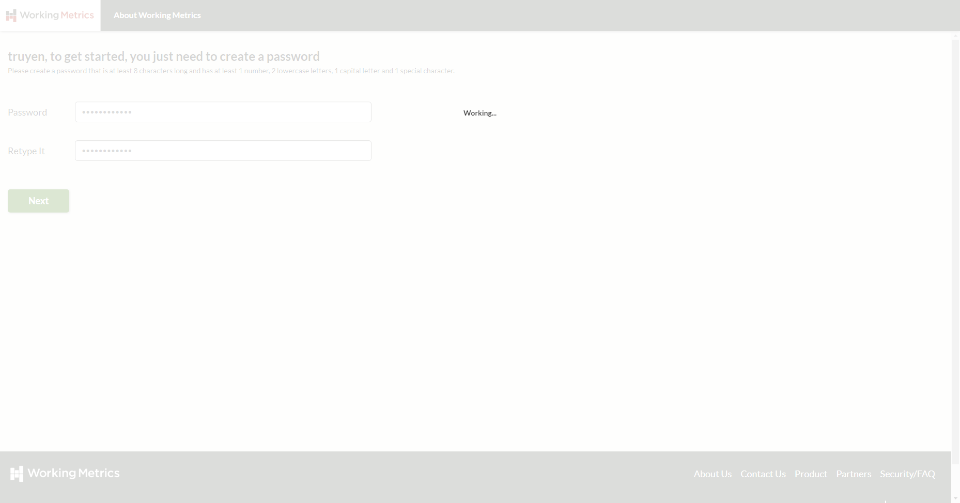 Working Metrics
About Working Metrics
truyen, to get started, you just need to create a password
Please create a password that is at least 8 characters long and has at least 1 number, 2 lowercase letters, 1 capital letter and 1 special character.
Password
Working...
Retype it
Next
Working Metrics
About Us Contact Us Product Partners Security/FAQ